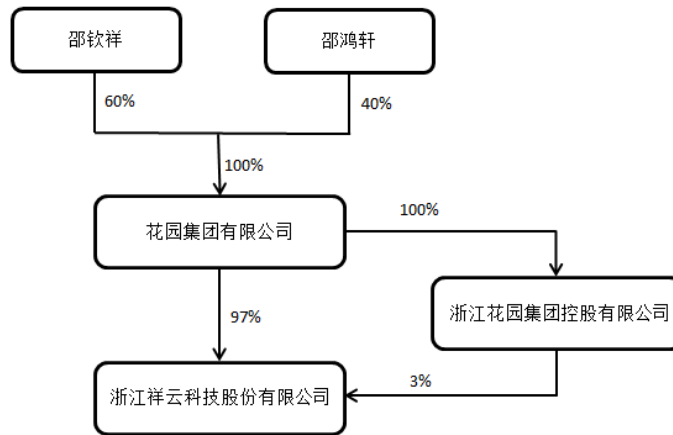 邵钦祥
邵鸿轩
60%
40%
100%
花园集团有限公司
100%
浙江花园集团控股有限公司
97%
浙江祥云科技股份有限公司
3%